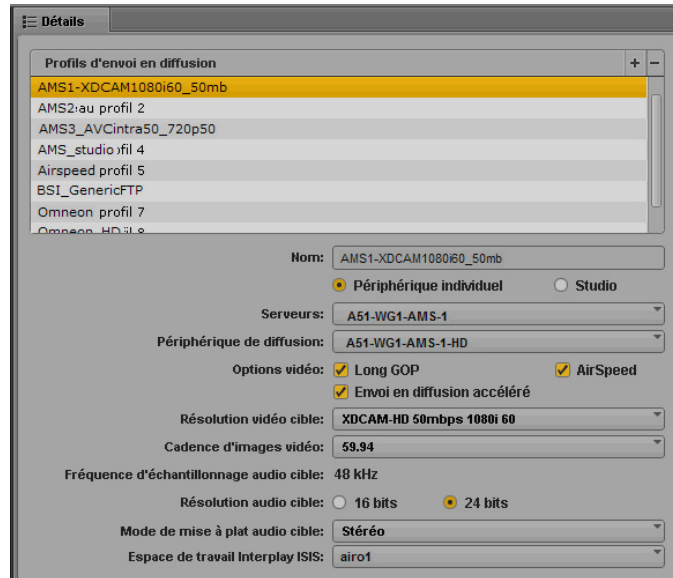 Détails
Profils d'envoi en diffusion + −
AMS1-XDCAM1080i60_50mb
AMS2 au profil 2
AMS3_AVCintra50_720p50
AMS_studio fil 4
Airspeed profil 5
BSI_GenericFTP
Omneon profil 7
Omneon_HD il 8
Nom: AMS1-XDCAM1080i60_50mb
Périphérique individuel Studio
Serveurs: A51-WG1-AMS-1
Périphérique de diffusion: A51-WG1-AMS-1-HD
Options vidéo: Long GOP AirSpeed
Envoi en diffusion accéléré
Résolution vidéo cible: XDCAM-HD 50mbps 1080i 60
Cadence d'images vidéo: 59.94
Fréquence d'échantillonnage audio cible: 48 kHz
Résolution audio cible: 16 bits 24 bits
Mode de mise à plat audio cible: Stéréo
Espace de travail Interplay ISIS: airo1